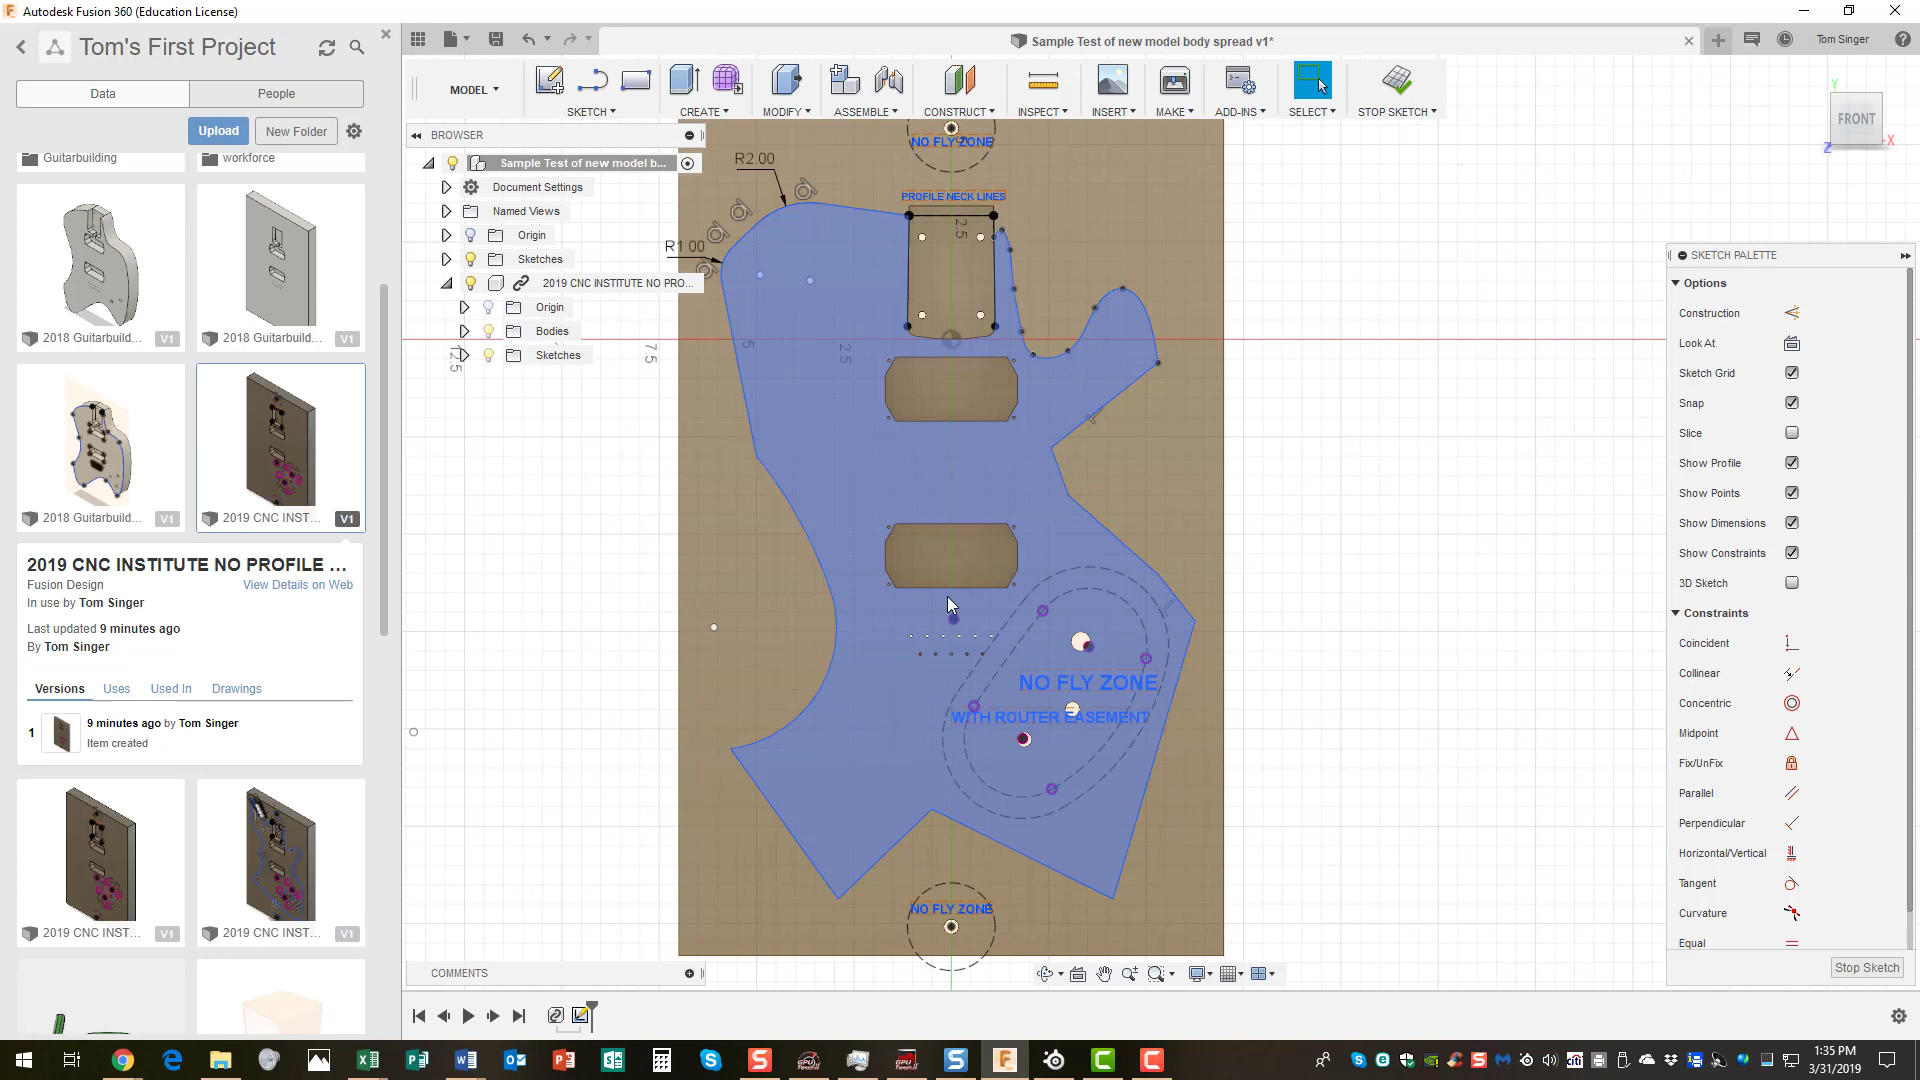 Autodesk Fusion 360 (Education License)
Tom's First Project
Sample Test of new model body spread v1*
Tom Singer
Data
People
Upload
New Folder
MODEL
SKETCH
CREATE
MODIFY
ASSEMBLE
CONSTRUCT
INSPECT
INSERT
MAKE
ADD-INS
SELECT
STOP SKETCH
BROWSER
Sample Test of new model b...
Document Settings
Named Views
Origin
Sketches
2019 CNC INSTITUTE NO PRO...
Origin
Bodies
Sketches
Guitarbuilding
workforce
2018 Guitarbuild...
V1
2018 Guitarbuild...
V1
2018 Guitarbuild...
V1
2019 CNC INST...
V1
2019 CNC INSTITUTE NO PROFILE ...
Fusion Design
View Details on Web
In use by Tom Singer
Last updated 9 minutes ago
By Tom Singer
Versions
Uses
Used In
Drawings
1
9 minutes ago by Tom Singer
Item created
2019 CNC INST...
V1
2019 CNC INST...
V1
NO FLY ZONE
R2.00
PROFILE NECK LINES
2.5
R1.00
12.5
7.5
5
2.5
NO FLY ZONE
WITH ROUTER EASEMENT
NO FLY ZONE
FRONT
Y
X
Z
SKETCH PALETTE
Options
Construction
Look At
Sketch Grid
Snap
Slice
Show Profile
Show Points
Show Dimensions
Show Constraints
3D Sketch
Constraints
Coincident
Collinear
Concentric
Midpoint
Fix/UnFix
Parallel
Perpendicular
Horizontal/Vertical
Tangent
Curvature
Equal
Stop Sketch
COMMENTS
1:35 PM
3/31/2019